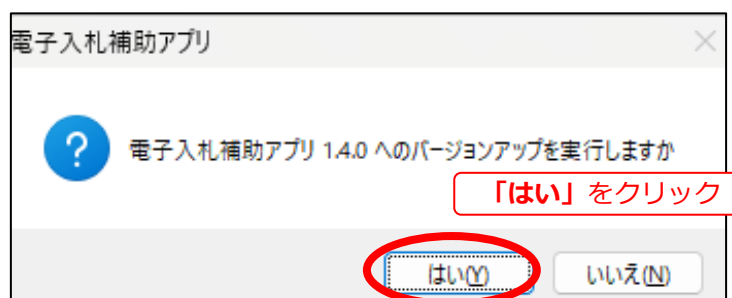 電子入札補助アプリ
電子入札補助アプリ 1.4.0 へのバージョンアップを実行しますか
「はい」をクリック
はい(Y)
いいえ(N)